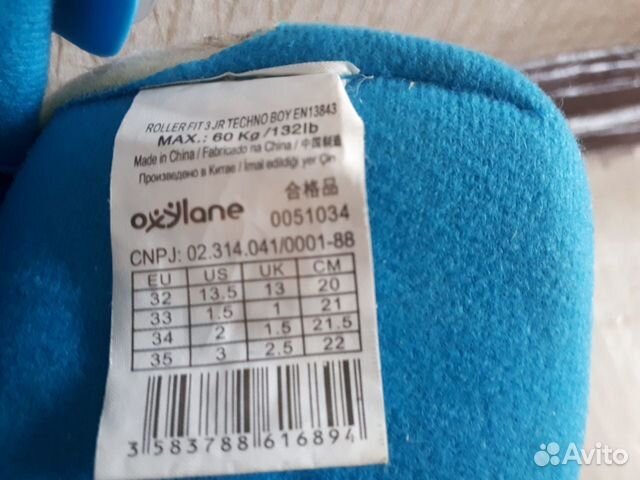 ROLLER FIT 3 JR TECHNO BOY EN13843
MAX.: 60 Kg /132lb
Made in China / Fabricado na China / 中国制造
Произведено в Китае / İmal edildiği yer Çin
合格品
oxylane 0051034
CNPJ: 02.314.041/0001-88
EU US UK CM
32 13.5 13 20
33 1.5 1 21
34 2 1.5 21.5
35 3 2.5 22
3 583788 616894
Avito